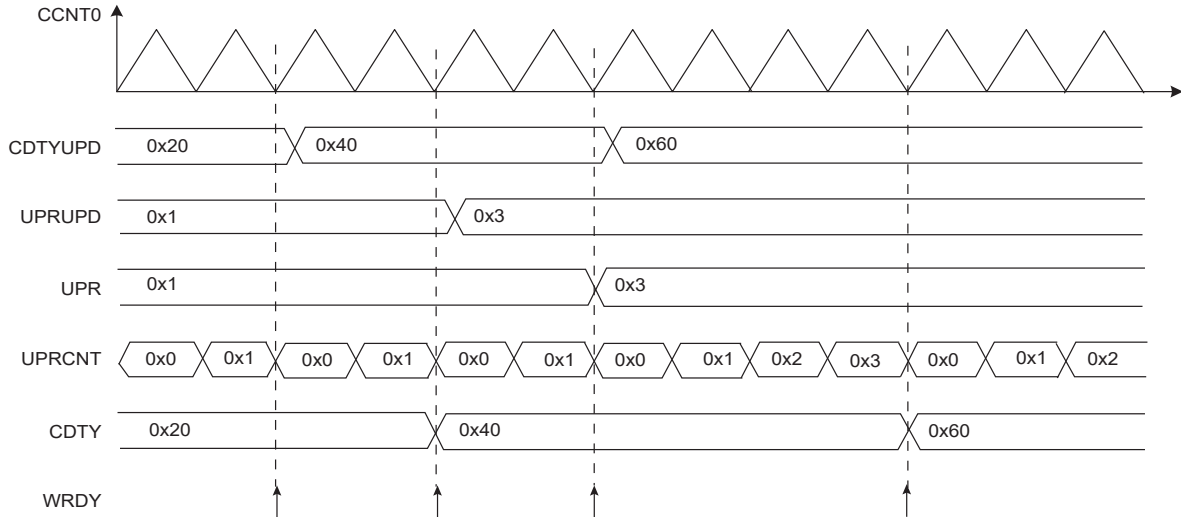 CCNT0
CDTYUPD 0x20 0x40 0x60
UPRUPD 0x1 0x3
UPR 0x1 0x3
UPRCNT 0x0 0x1 0x0 0x1 0x0 0x1 0x0 0x1 0x2 0x3 0x0 0x1 0x2
CDTY 0x20 0x40 0x60
WRDY